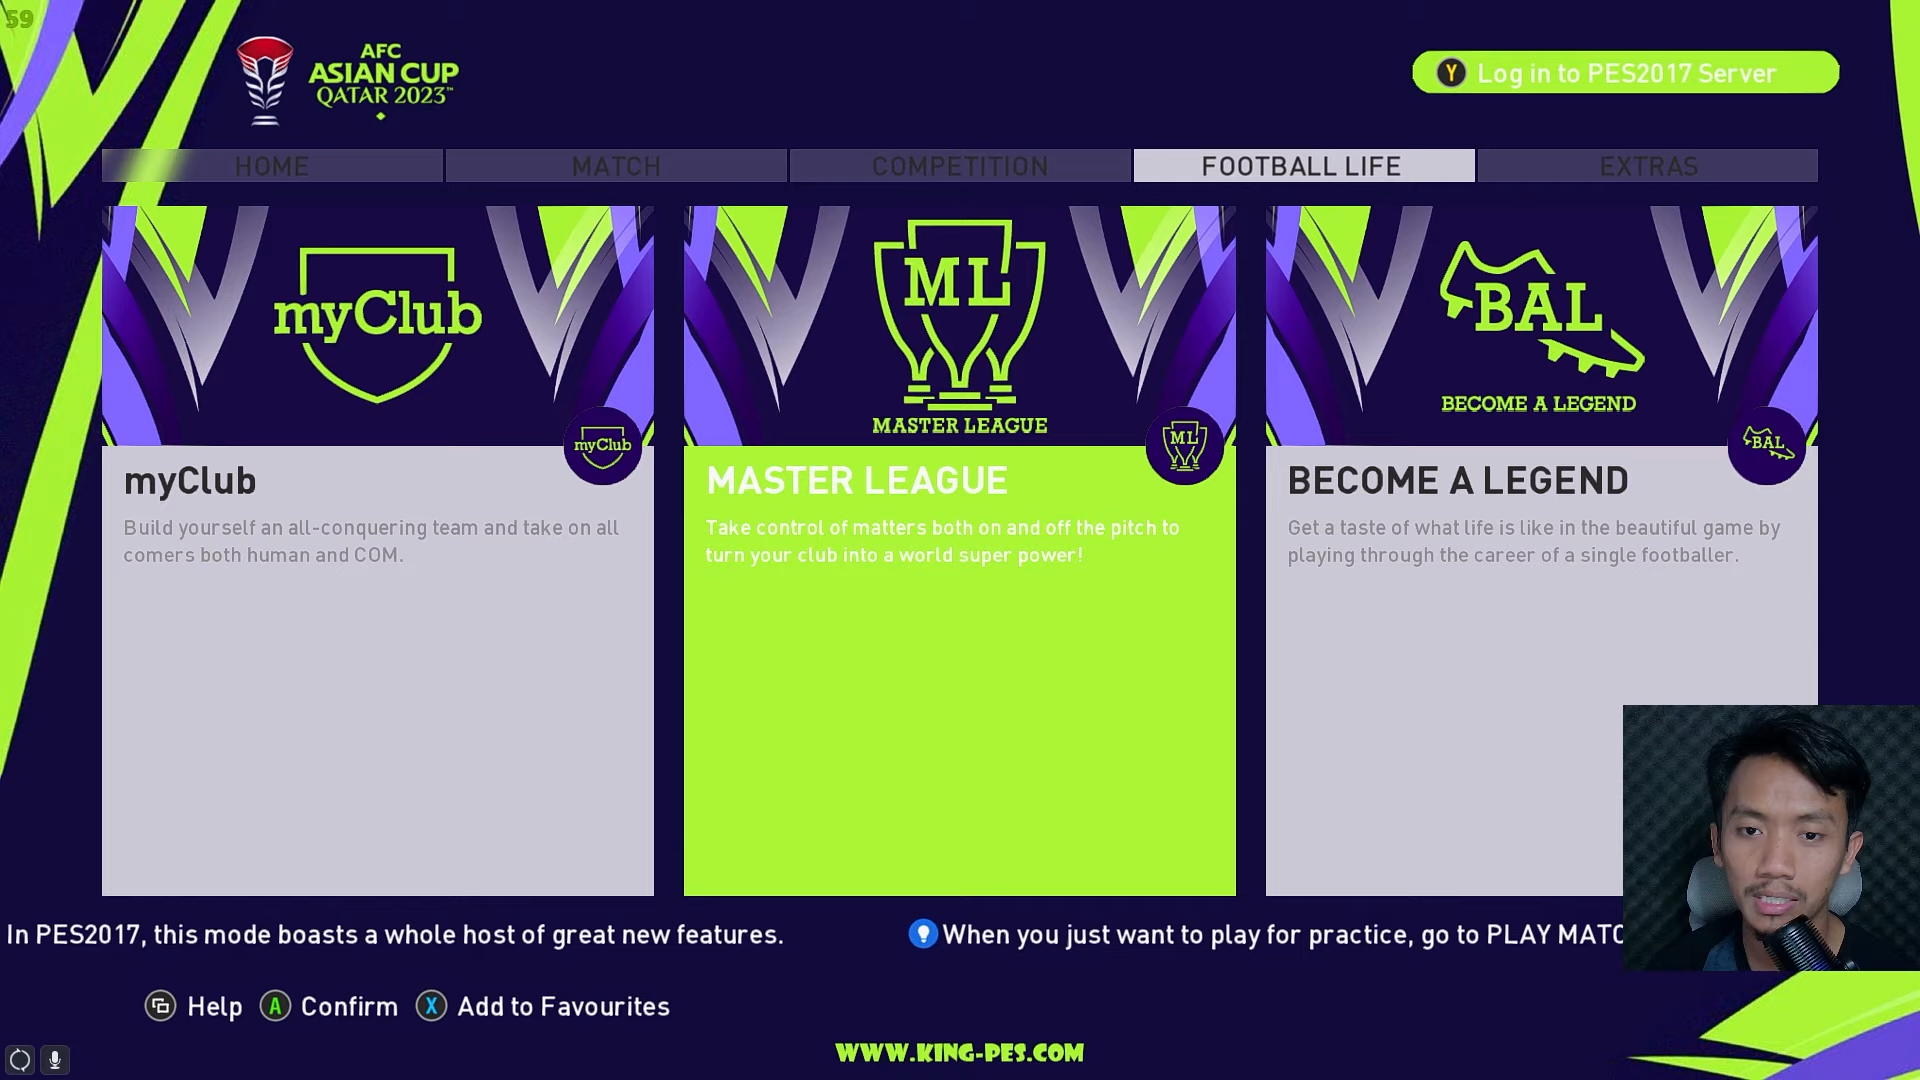 59
AFC
ASIAN CUP
QATAR 2023™
Y Log in to PES2017 Server
HOME
MATCH
COMPETITION
FOOTBALL LIFE
EXTRAS
myClub
ML
MASTER LEAGUE
BAL
BECOME A LEGEND
myClub
ML
BAL
myClub
Build yourself an all-conquering team and take on all
comers both human and COM.
MASTER LEAGUE
Take control of matters both on and off the pitch to
turn your club into a world super power!
BECOME A LEGEND
Get a taste of what life is like in the beautiful game by
playing through the career of a single footballer.
In PES2017, this mode boasts a whole host of great new features.
When you just want to play for practice, go to PLAY MATC
Help A Confirm X Add to Favourites
WWW.KING-PES.COM